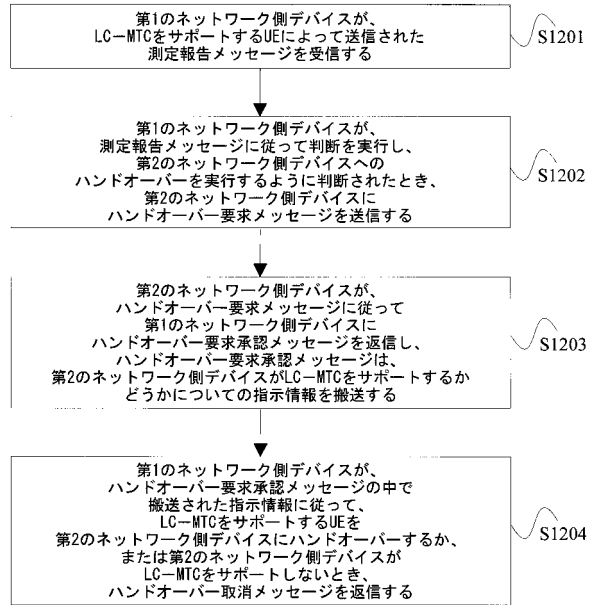 第1のネットワーク側デバイスが、
LC-MTCをサポートするUEによって送信された
測定報告メッセージを受信する
S1201
第1のネットワーク側デバイスが、
測定報告メッセージに従って判断を実行し、
第2のネットワーク側デバイスへの
ハンドオーバーを実行するように判断されたとき、
第2のネットワーク側デバイスに
ハンドオーバー要求メッセージを送信する
S1202
第2のネットワーク側デバイスが、
ハンドオーバー要求メッセージに従って
第1のネットワーク側デバイスに
ハンドオーバー要求承認メッセージを返信し、
ハンドオーバー要求承認メッセージは、
第2のネットワーク側デバイスがLC-MTCをサポートするか
どうかについての指示情報を搬送する
S1203
第1のネットワーク側デバイスが、
ハンドオーバー要求承認メッセージの中で
搬送された指示情報に従って、
LC-MTCをサポートするUEを
第2のネットワーク側デバイスにハンドオーバーするか、
または第2のネットワーク側デバイスが
LC-MTCをサポートしないとき、
ハンドオーバー取消メッセージを返信する
S1204